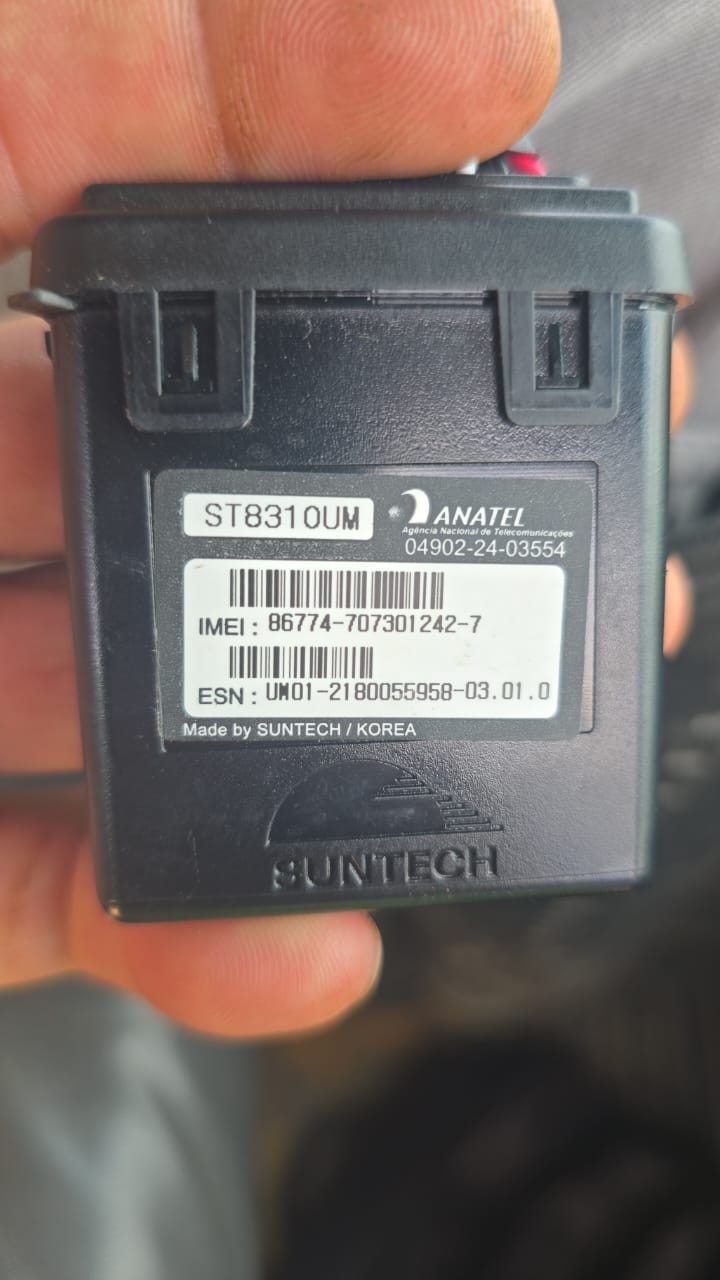 ST8310UM
ANATEL
Agência Nacional de Telecomunicações
04902-24-03554
IMEI : 86774-707301242-7
ESN : UM01-2180055958-03.01.0
Made by SUNTECH / KOREA
SUNTECH